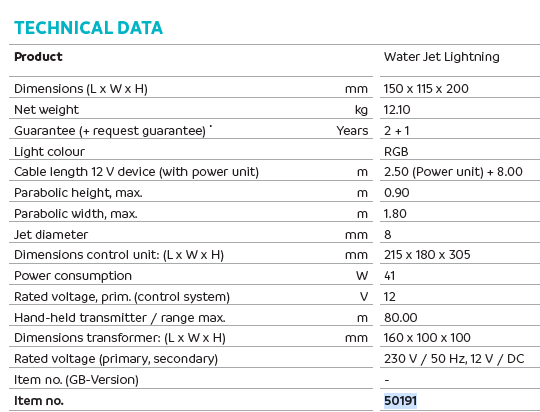 TECHNICAL DATA
Product Water Jet Lightning
Dimensions (L x W x H) mm 150 x 115 x 200
Net weight kg 12.10
Guarantee (+ request guarantee) * Years 2 + 1
Light colour RGB
Cable length 12 V device (with power unit) m 2.50 (Power unit) + 8.00
Parabolic height, max. m 0.90
Parabolic width, max. m 1.80
Jet diameter mm 8
Dimensions control unit: (L x W x H) mm 215 x 180 x 305
Power consumption W 41
Rated voltage, prim. (control system) V 12
Hand-held transmitter / range max. m 80.00
Dimensions transformer: (L x W x H) mm 160 x 100 x 100
Rated voltage (primary, secondary) 230 V / 50 Hz, 12 V / DC
Item no. (GB-Version) -
Item no. 50191